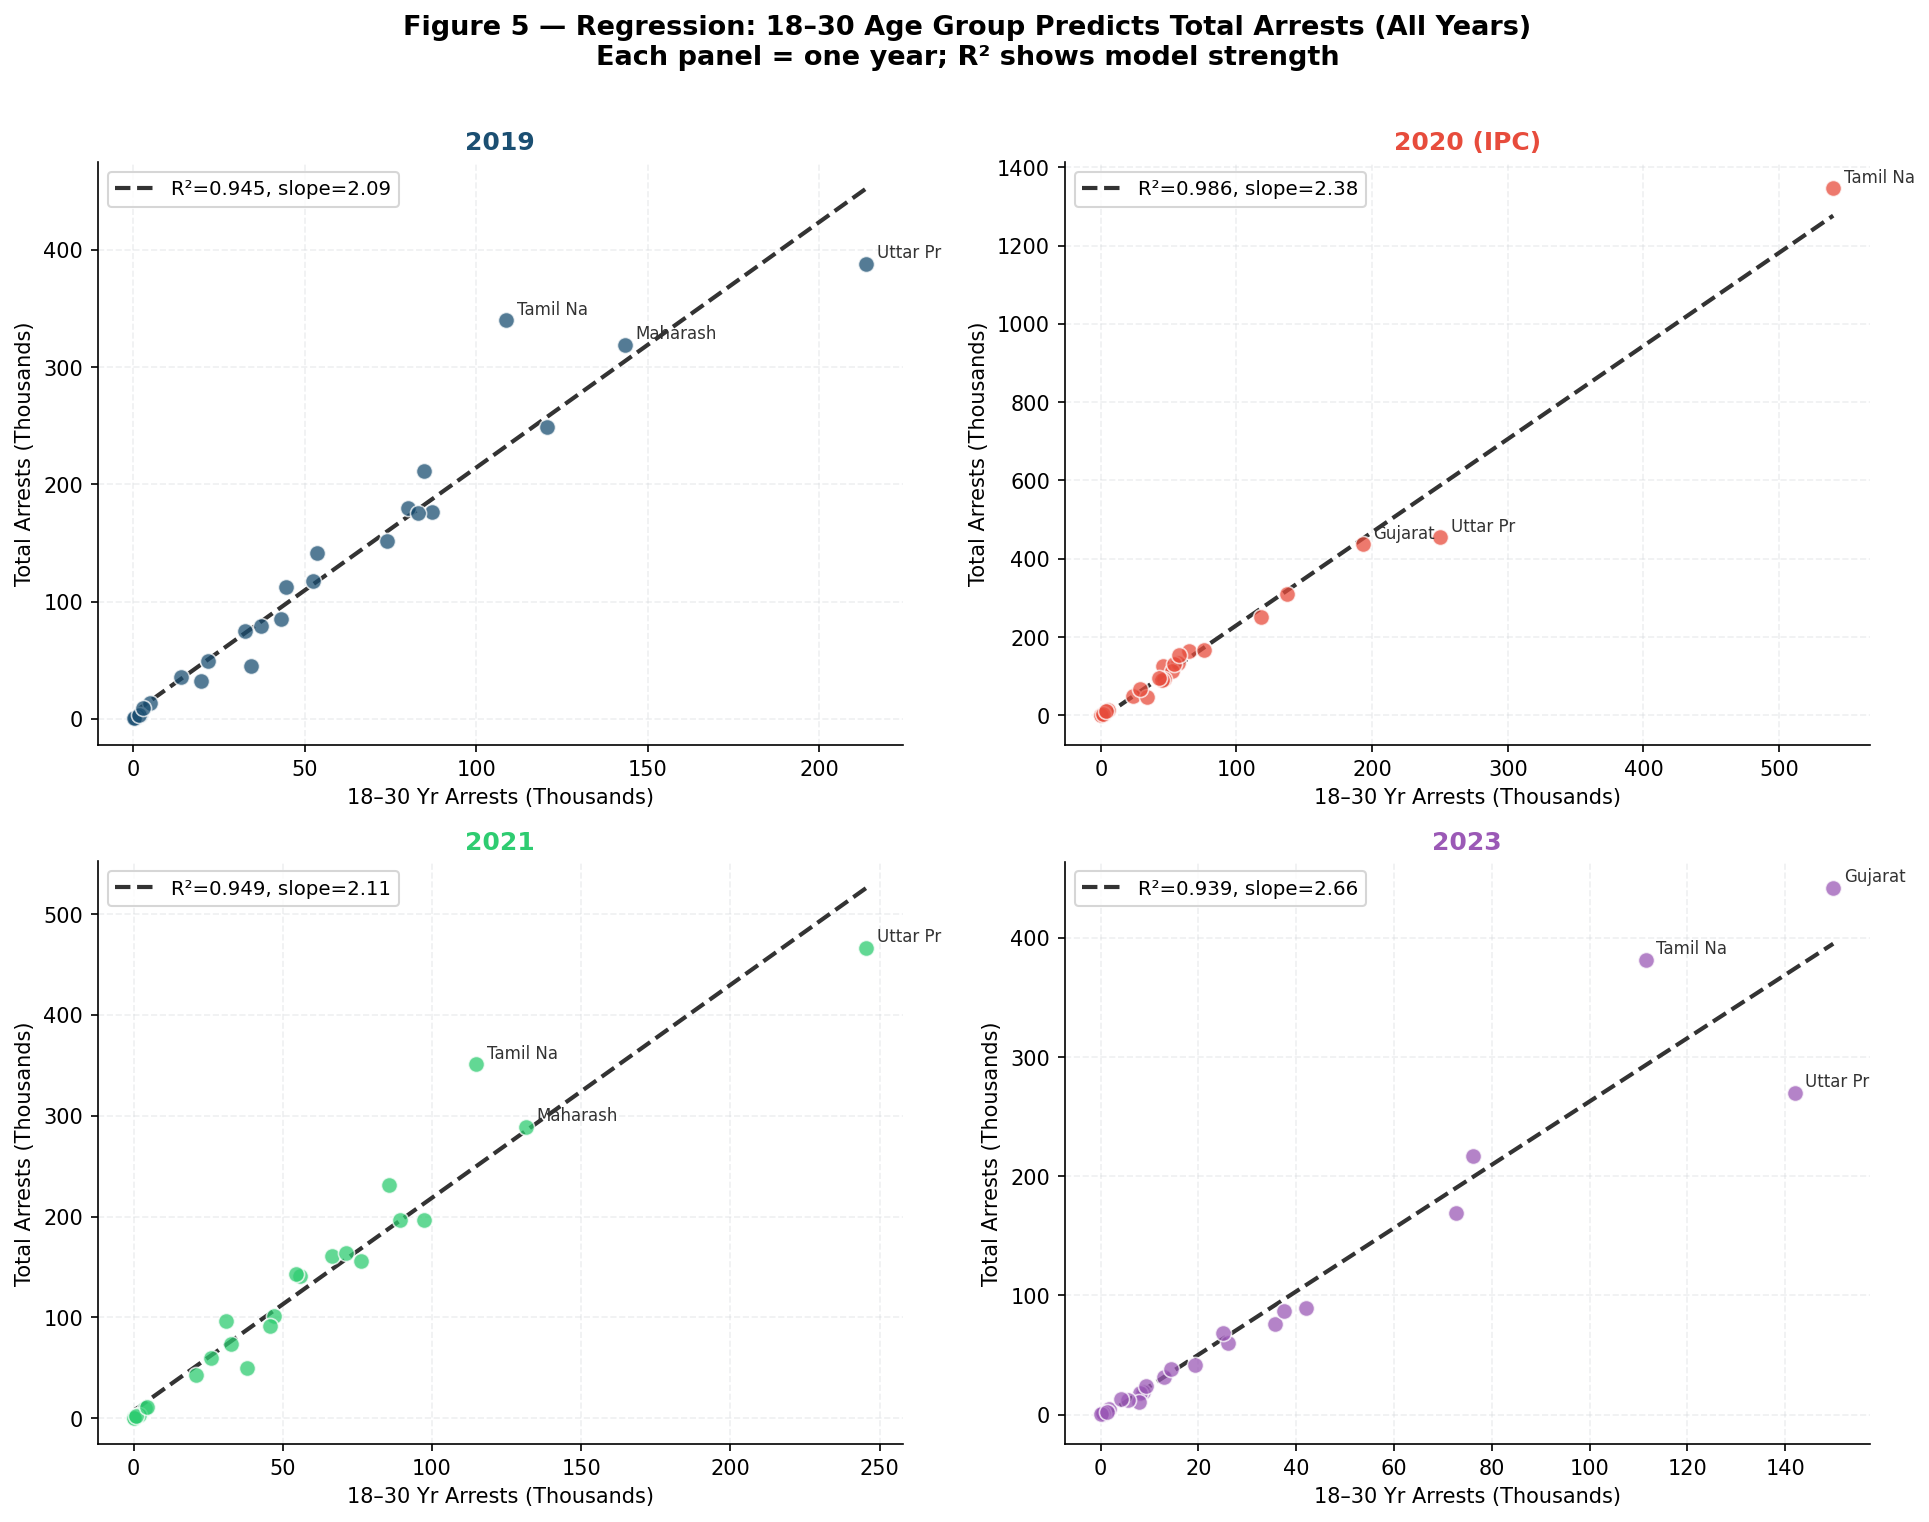 Figure 5 — Regression: 18–30 Age Group Predicts Total Arrests (All Years)
Each panel = one year; R² shows model strength
2019
R²=0.945, slope=2.09
Uttar Pr
Tamil Na
Maharash
Total Arrests (Thousands)
400
300
200
100
0
0 50 100 150 200
18–30 Yr Arrests (Thousands)
2020 (IPC)
R²=0.986, slope=2.38
Tamil Na
Gujarat
Uttar Pr
Total Arrests (Thousands)
1400
1200
1000
800
600
400
200
0
0 100 200 300 400 500
18–30 Yr Arrests (Thousands)
2021
R²=0.949, slope=2.11
Uttar Pr
Tamil Na
Maharash
Total Arrests (Thousands)
500
400
300
200
100
0
0 50 100 150 200 250
18–30 Yr Arrests (Thousands)
2023
R²=0.939, slope=2.66
Gujarat
Tamil Na
Uttar Pr
Total Arrests (Thousands)
400
300
200
100
0
0 20 40 60 80 100 120 140
18–30 Yr Arrests (Thousands)